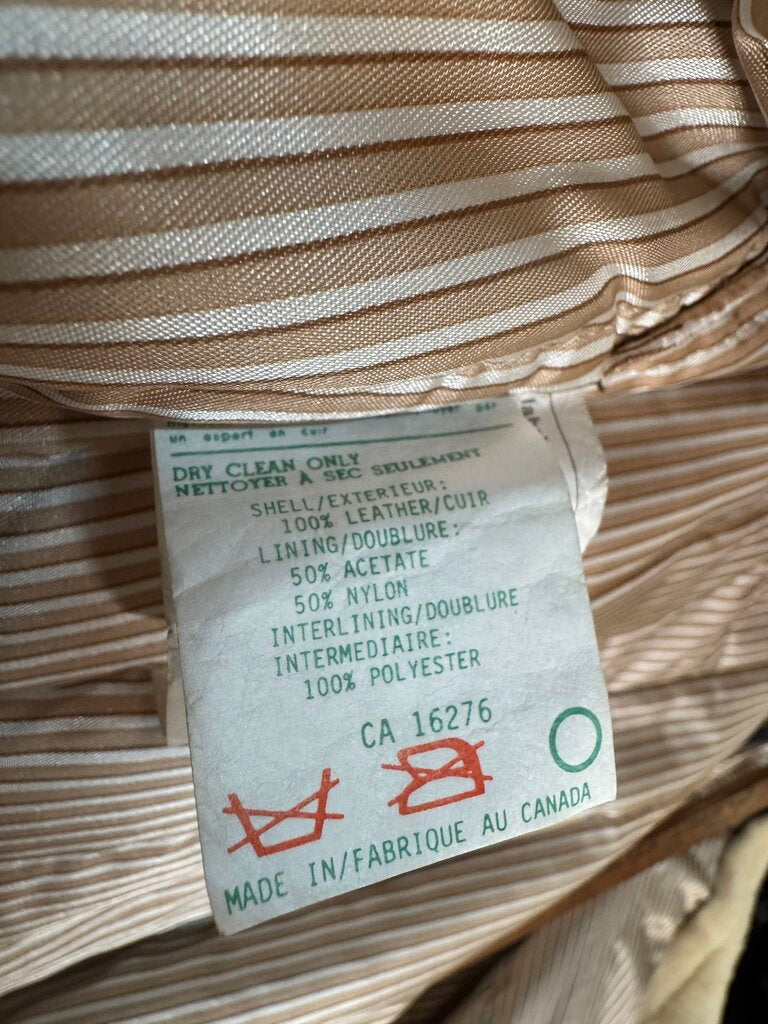 un expert en cuir
DRY CLEAN ONLY
NETTOYER À SEC SEULEMENT
SHELL/EXTERIEUR:
100% LEATHER/CUIR
LINING/DOUBLURE:
50% ACETATE
50% NYLON
INTERLINING/DOUBLURE
INTERMEDIAIRE:
100% POLYESTER
CA 16276
MADE IN/FABRIQUE AU CANADA